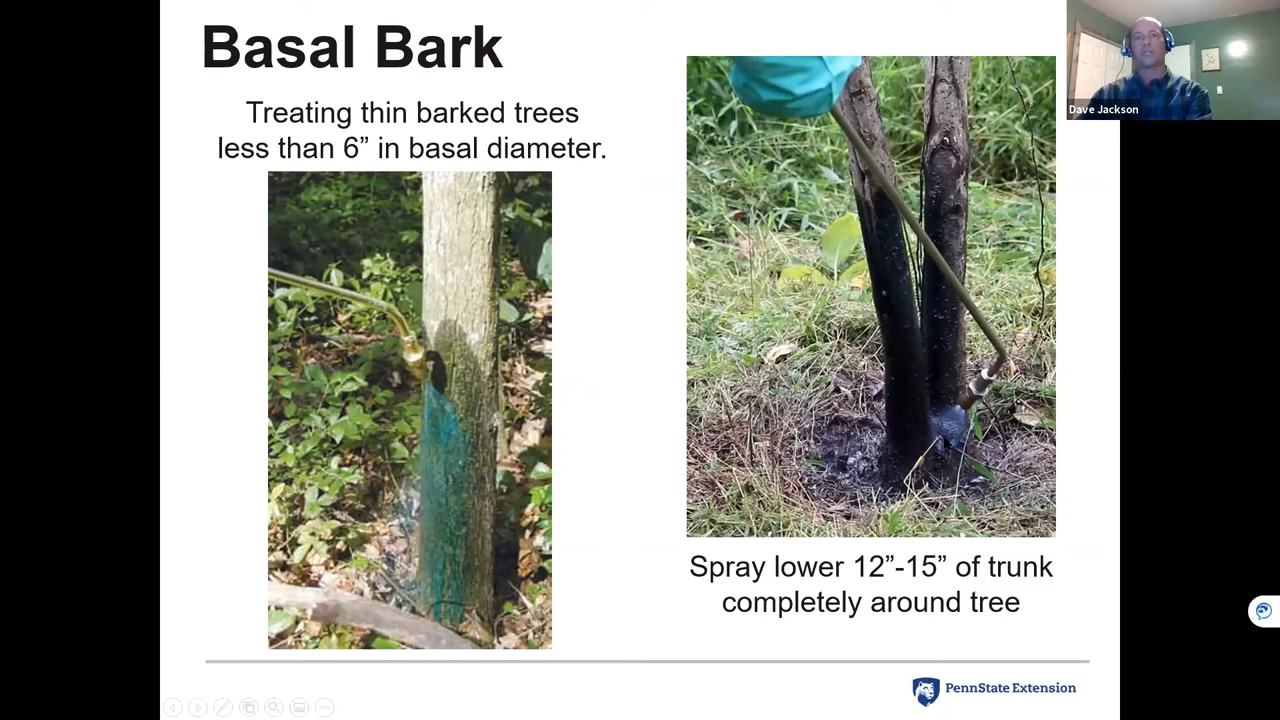 Basal Bark
Treating thin barked trees
less than 6” in basal diameter.
Spray lower 12”-15” of trunk
completely around tree
PennState Extension
Dave Jackson